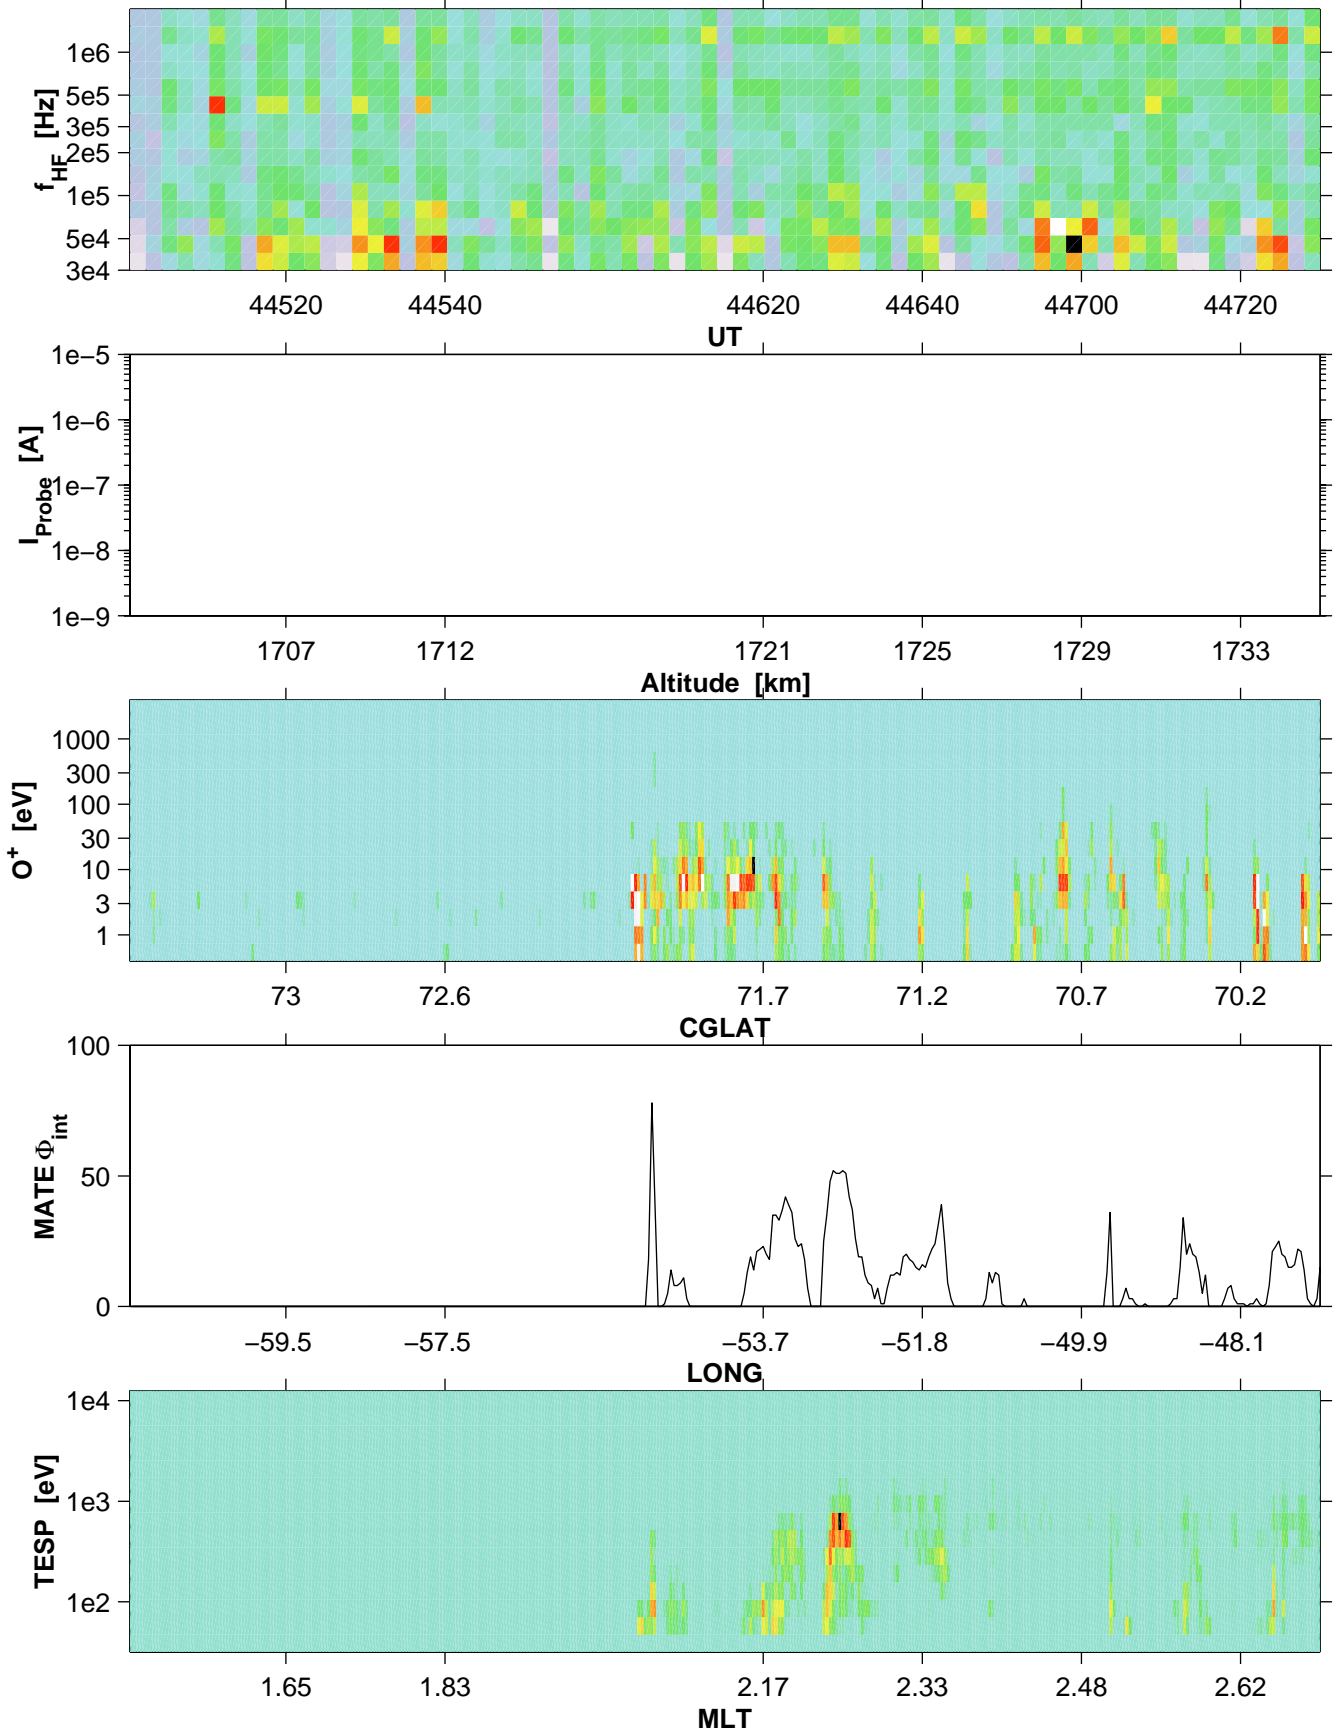 1e6
5e5
3e5
2e5
1e5
5e4
3e4
f_HF [Hz]
44520 44540 44620 44640 44700 44720
UT
1e−5
1e−6
1e−7
1e−8
1e−9
I_Probe [A]
1707 1712 1721 1725 1729 1733
Altitude [km]
1000
300
100
30
10
3
1
O⁺ [eV]
73 72.6 71.7 71.2 70.7 70.2
CGLAT
100
50
0
MATE Φ_int
−59.5 −57.5 −53.7 −51.8 −49.9 −48.1
LONG
1e4
1e3
1e2
TESP [eV]
1.65 1.83 2.17 2.33 2.48 2.62
MLT